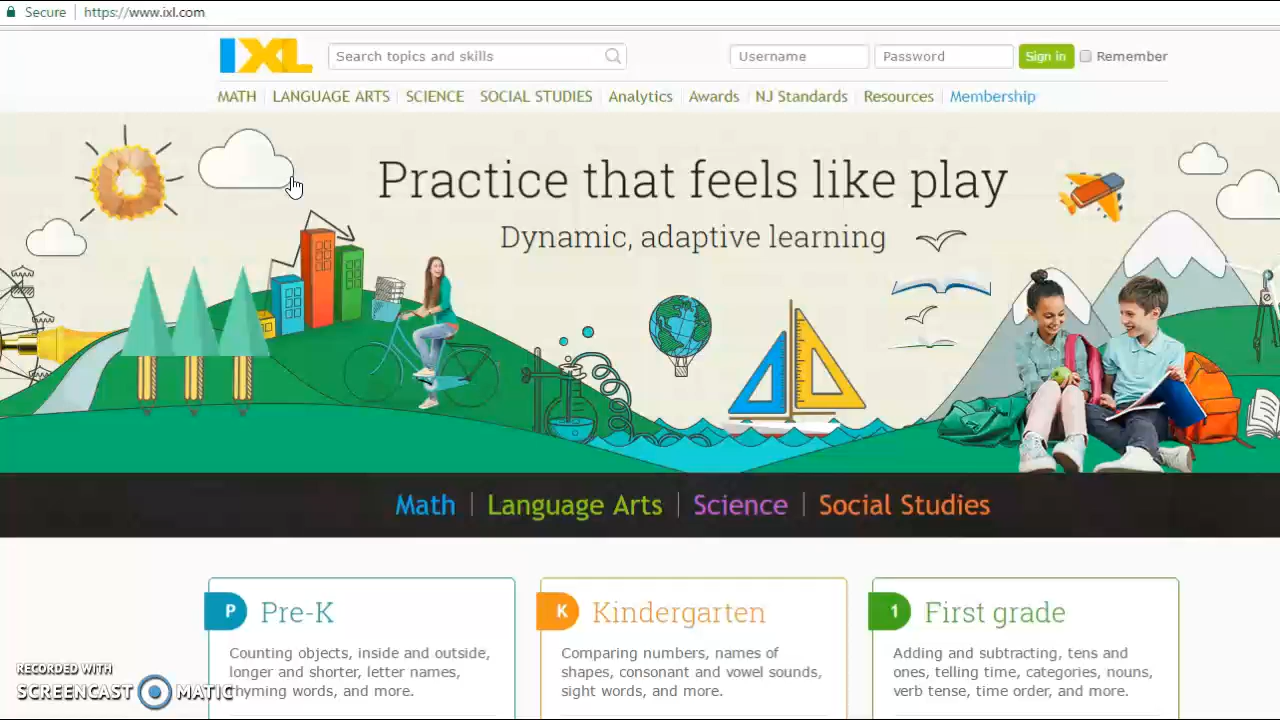 Secure https://www.ixl.com
IXL Search topics and skills Username Password Sign in Remember
MATH LANGUAGE ARTS SCIENCE SOCIAL STUDIES Analytics Awards NJ Standards Resources Membership
Practice that feels like play
Dynamic, adaptive learning
Math Language Arts Science Social Studies
P Pre-K
Counting objects, inside and outside,
longer and shorter, letter names,
rhyming words, and more.
K Kindergarten
Comparing numbers, names of
shapes, consonant and vowel sounds,
sight words, and more.
1 First grade
Adding and subtracting, tens and
ones, telling time, categories, nouns,
verb tense, time order, and more.
RECORDED WITH
SCREENCAST MATIC